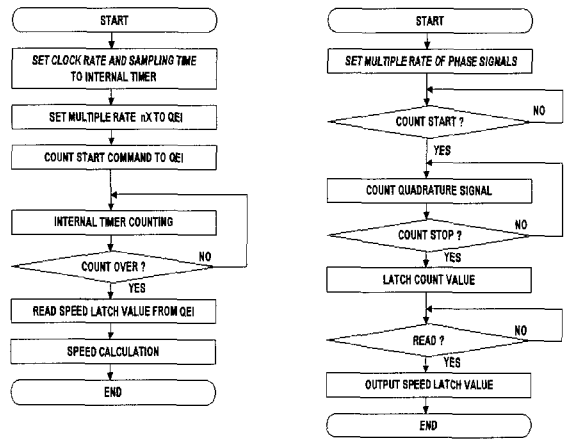 START
SET CLOCK RATE AND SAMPLING TIME
TO INTERNAL TIMER
SET MULTIPLE RATE nX TO QEI
COUNT START COMMAND TO QEI
INTERNAL TIMER COUNTING
COUNT OVER ?
NO
YES
READ SPEED LATCH VALUE FROM QEI
SPEED CALCULATION
END
START
SET MULTIPLE RATE OF PHASE SIGNALS
COUNT START ?
NO
YES
COUNT QUADRATURE SIGNAL
COUNT STOP ?
NO
YES
LATCH COUNT VALUE
READ ?
NO
YES
OUTPUT SPEED LATCH VALUE
END